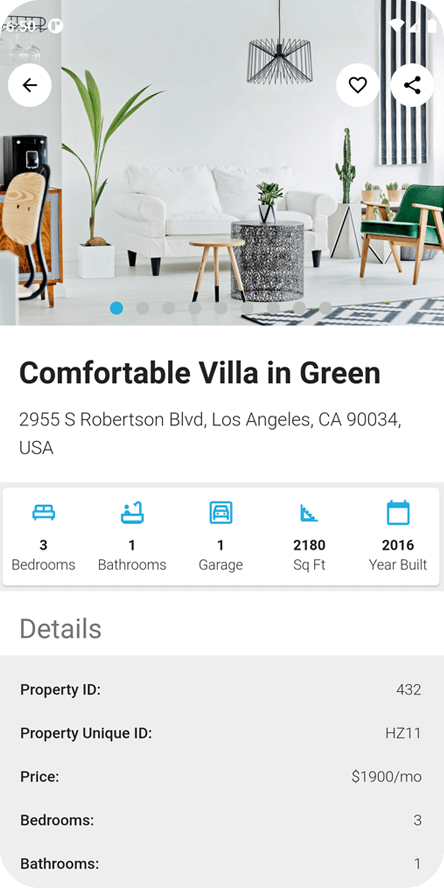 6:50
Comfortable Villa in Green
2955 S Robertson Blvd, Los Angeles, CA 90034,
USA
3 1 1 2180 2016
Bedrooms Bathrooms Garage Sq Ft Year Built
Details
Property ID: 432
Property Unique ID: HZ11
Price: $1900/mo
Bedrooms: 3
Bathrooms: 1